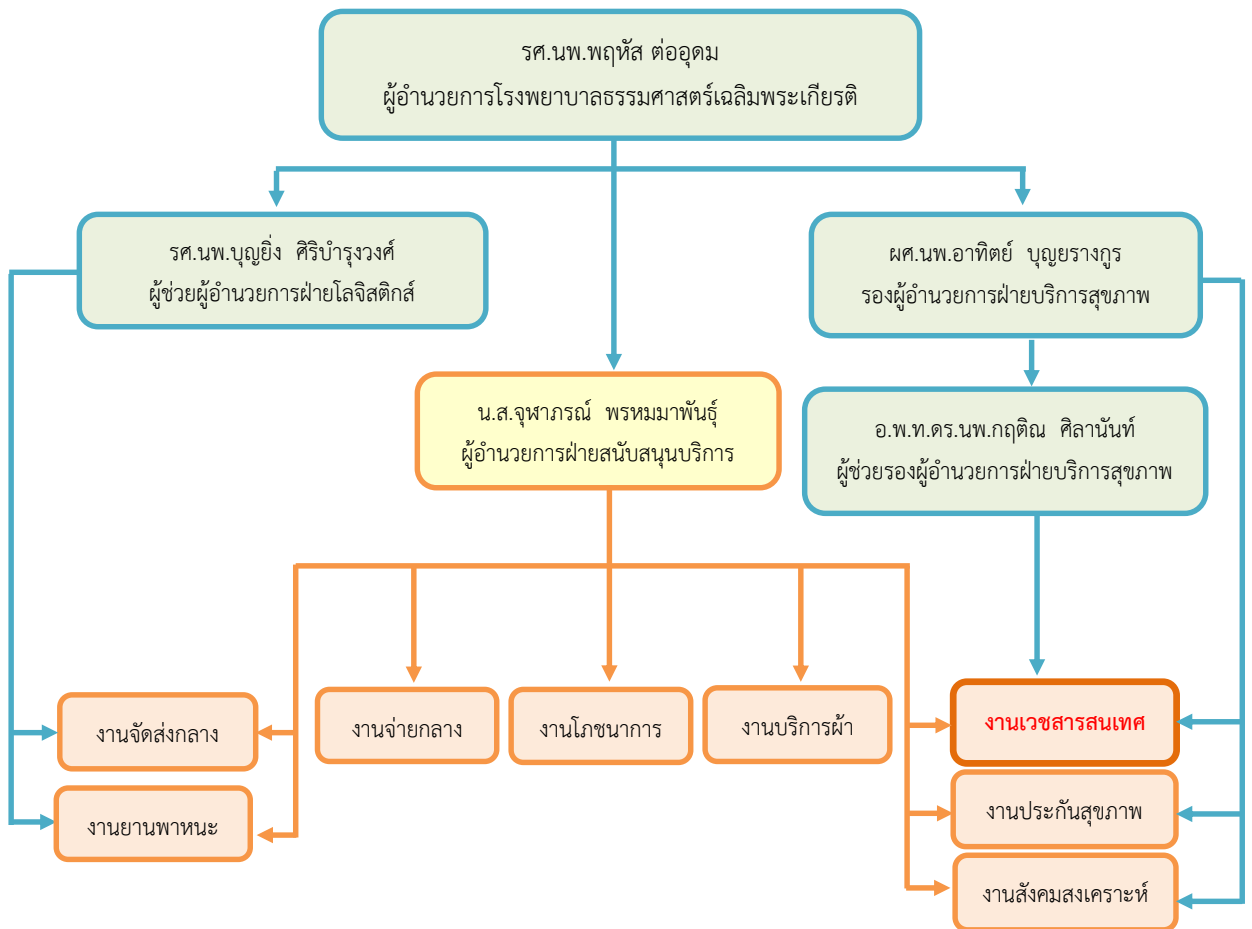 รศ.นพ.พฤหัส ต่ออุดม
ผู้อำนวยการโรงพยาบาลธรรมศาสตร์เฉลิมพระเกียรติ
รศ.นพ.บุญยิ่ง ศิริบำรุงวงศ์
ผู้ช่วยผู้อำนวยการฝ่ายโลจิสติกส์
ผศ.นพ.อาทิตย์ บุญยรางกูร
รองผู้อำนวยการฝ่ายบริการสุขภาพ
น.ส.จุฬาภรณ์ พรหมมาพันธุ์
ผู้อำนวยการฝ่ายสนับสนุนบริการ
อ.พ.ท.ดร.นพ.กฤติณ ศิลานันท์
ผู้ช่วยรองผู้อำนวยการฝ่ายบริการสุขภาพ
งานจัดส่งกลาง
งานจ่ายกลาง
งานโภชนาการ
งานบริการผ้า
งานเวชสารสนเทศ
งานยานพาหนะ
งานประกันสุขภาพ
งานสังคมสงเคราะห์